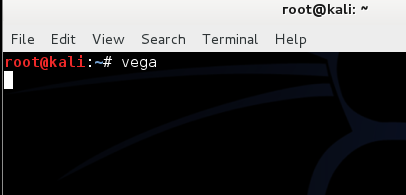 root@kali: ~
File Edit View Search Terminal Help
root@kali:~# vega